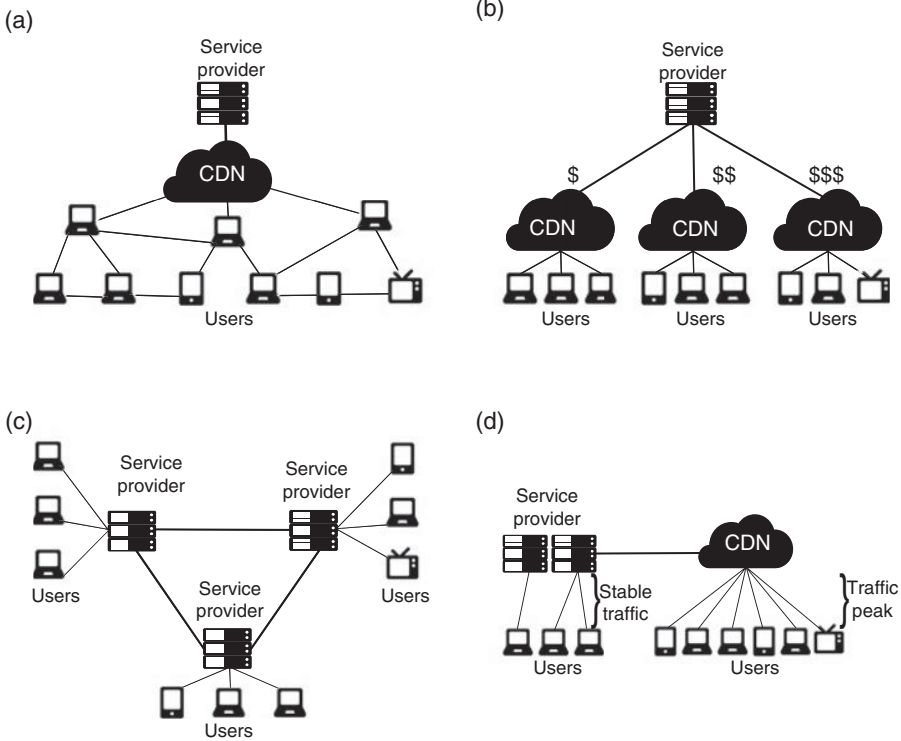 (a)
Service
provider
CDN
Users
(b)
Service
provider
$
$$
$$$
CDN
CDN
CDN
Users
Users
Users
(c)
Service
provider
Service
provider
Users
Users
Service
provider
Users
(d)
Service
provider
CDN
Stable
traffic
Traffic
peak
Users
Users